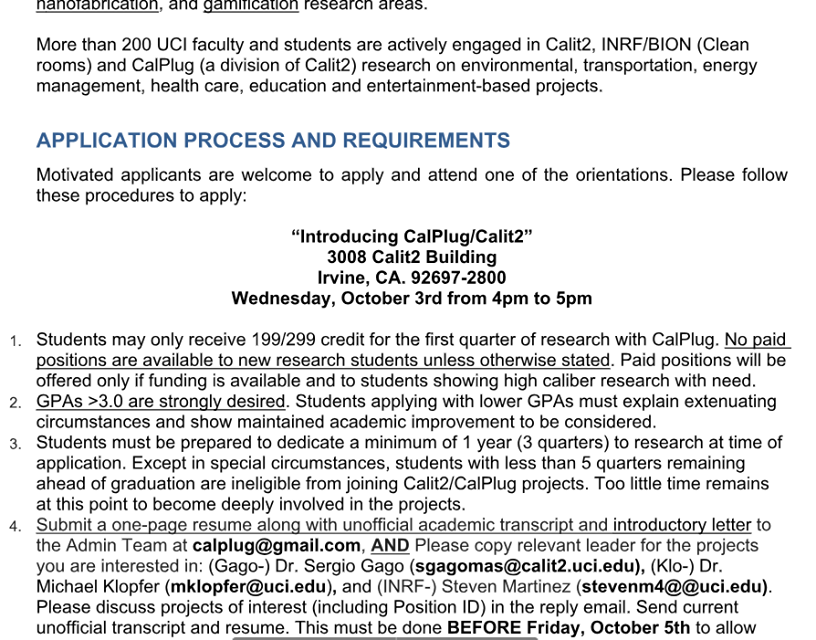 nanofabrication, and gamification research areas.
More than 200 UCI faculty and students are actively engaged in Calit2, INRF/BION (Clean
rooms) and CalPlug (a division of Calit2) research on environmental, transportation, energy
management, health care, education and entertainment-based projects.
APPLICATION PROCESS AND REQUIREMENTS
Motivated applicants are welcome to apply and attend one of the orientations. Please follow
these procedures to apply:
“Introducing CalPlug/Calit2”
3008 Calit2 Building
Irvine, CA. 92697-2800
Wednesday, October 3rd from 4pm to 5pm
1. Students may only receive 199/299 credit for the first quarter of research with CalPlug. No paid
positions are available to new research students unless otherwise stated. Paid positions will be
offered only if funding is available and to students showing high caliber research with need.
2. GPAs >3.0 are strongly desired. Students applying with lower GPAs must explain extenuating
circumstances and show maintained academic improvement to be considered.
3. Students must be prepared to dedicate a minimum of 1 year (3 quarters) to research at time of
application. Except in special circumstances, students with less than 5 quarters remaining
ahead of graduation are ineligible from joining Calit2/CalPlug projects. Too little time remains
at this point to become deeply involved in the projects.
4. Submit a one-page resume along with unofficial academic transcript and introductory letter to
the Admin Team at calplug@gmail.com, AND Please copy relevant leader for the projects
you are interested in: (Gago-) Dr. Sergio Gago (sgagomas@calit2.uci.edu), (Klo-) Dr.
Michael Klopfer (mklopfer@uci.edu), and (INRF-) Steven Martinez (stevenm4@@uci.edu).
Please discuss projects of interest (including Position ID) in the reply email. Send current
unofficial transcript and resume. This must be done BEFORE Friday, October 5th to allow